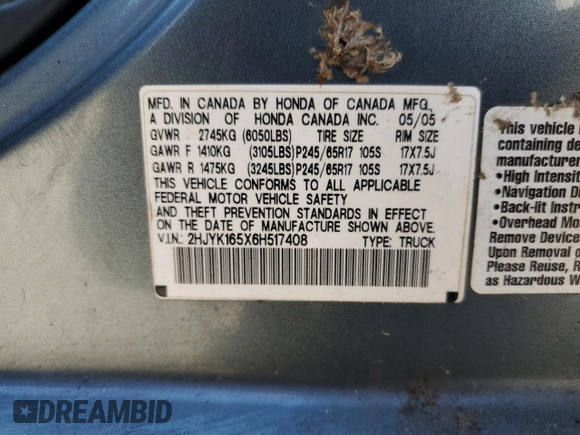 MFD. IN CANADA BY HONDA OF CANADA MFG.,
A DIVISION OF HONDA CANADA INC. 05/05
GVWR 2745KG (6050LBS) TIRE SIZE RIM SIZE
GAWR F 1410KG (3105LBS)P245/65R17 105S 17X7.5J
GAWR R 1475KG (3245LBS)P245/65R17 105S 17X7.5J
THIS VEHICLE CONFORMS TO ALL APPLICABLE
FEDERAL MOTOR VEHICLE SAFETY
AND THEFT PREVENTION STANDARDS IN EFFECT
ON THE DATE OF MANUFACTURE SHOWN ABOVE.
V.I.N: 2HJYK165X6H517408 TYPE: TRUCK
This vehicle
containing de
manufacturer
•High Intensit
•Navigation Di
•Back-lit Instr
•Overhead Mo
Remove Device
Upon Removal o
Please Reuse, R
as Hazardous W
DREAMBID